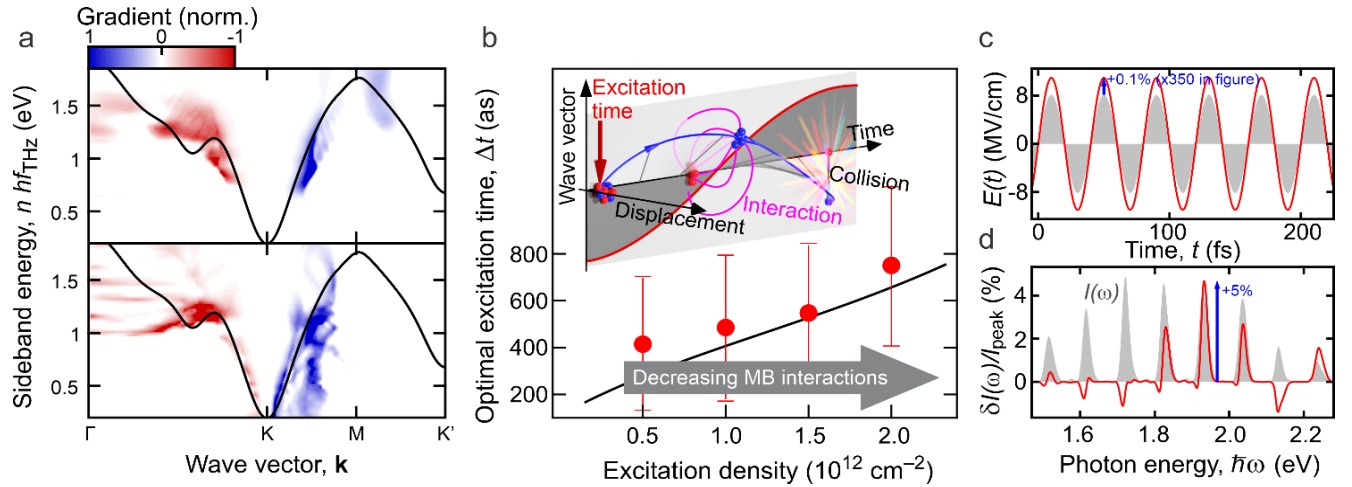 a
Gradient (norm.)
1 0 -1
Sideband energy, n hfTHz (eV)
1.5
1.0
0.5
1.5
1
0.5
Γ K M K'
Wave vector, k
b
Optimal excitation time, Δt (as)
800
600
400
200
Excitation
time
Wave vector
Time
Collision
Displacement
Interaction
Decreasing MB interactions
0.5 1.0 1.5 2.0
Excitation density (10¹² cm⁻²)
c
E(t) (MV/cm)
8
0
-8
+0.1% (x350 in figure)
0 100 200
Time, t (fs)
d
δI(ω)/Ipeak (%)
4
2
0
I(ω)
+5%
1.6 1.8 2.0 2.2
Photon energy, ħω (eV)